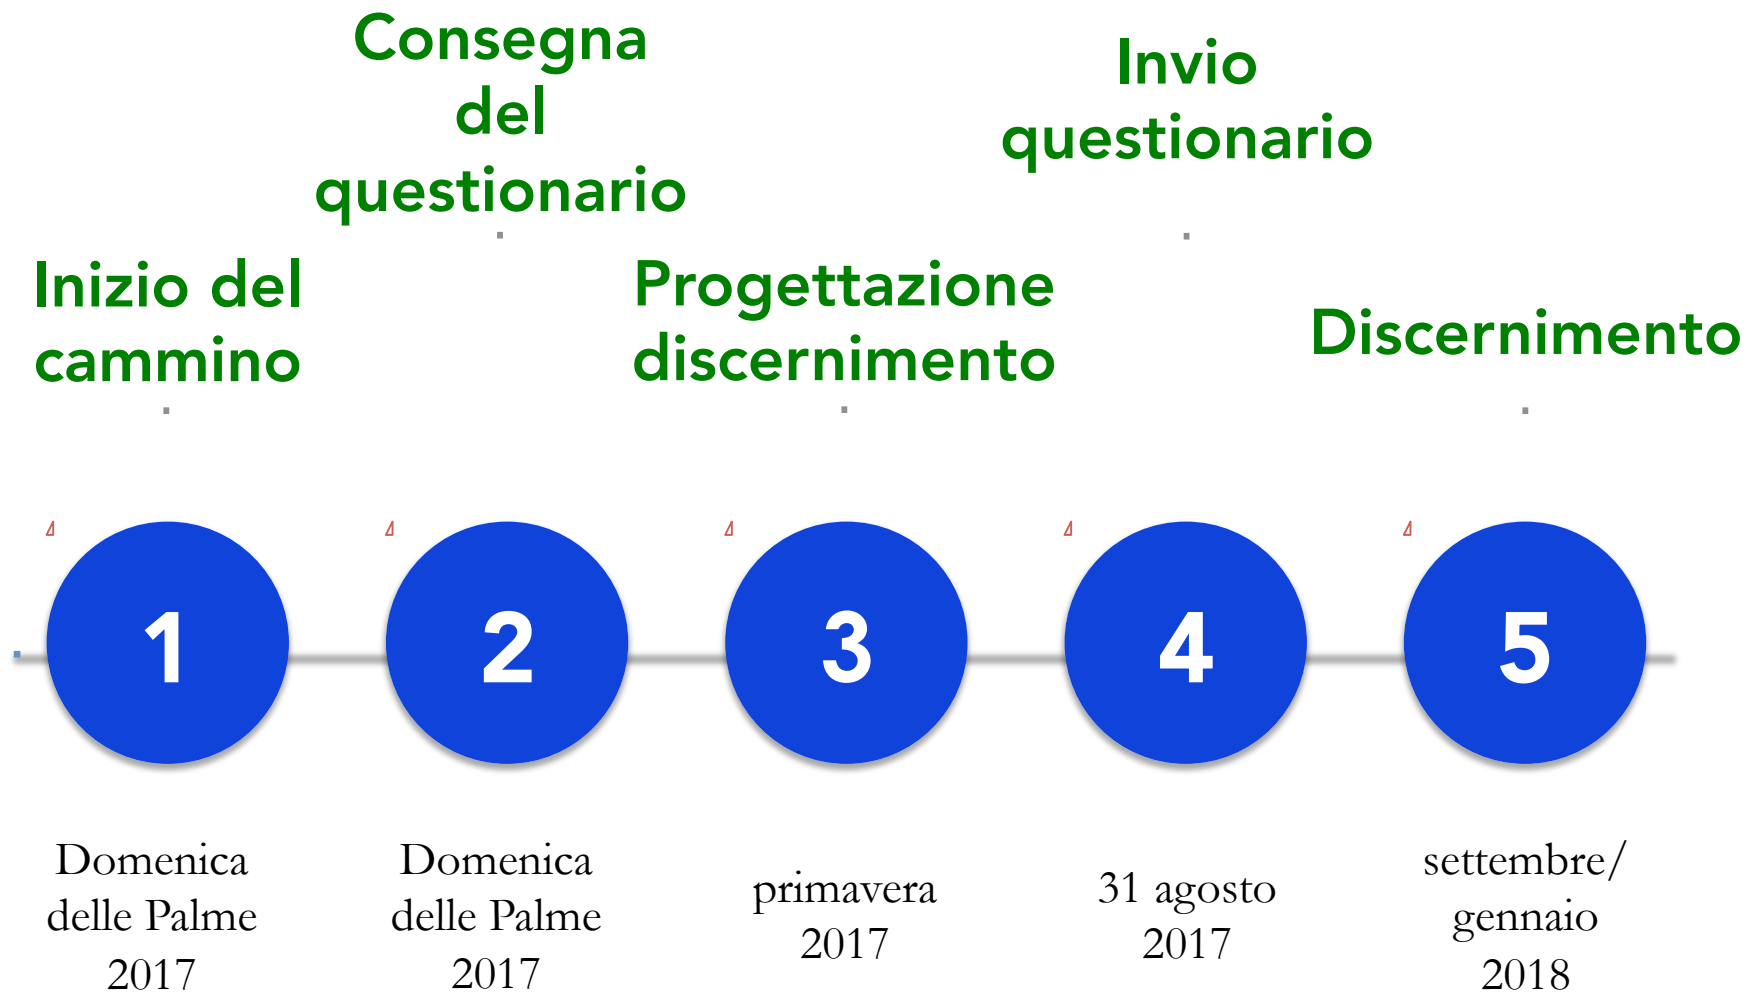 Consegna
del
questionario
Invio
questionario
Inizio del
cammino
Progettazione
discernimento
Discernimento
1
2
3
4
5
Domenica
delle Palme
2017
Domenica
delle Palme
2017
primavera
2017
31 agosto
2017
settembre/
gennaio
2018